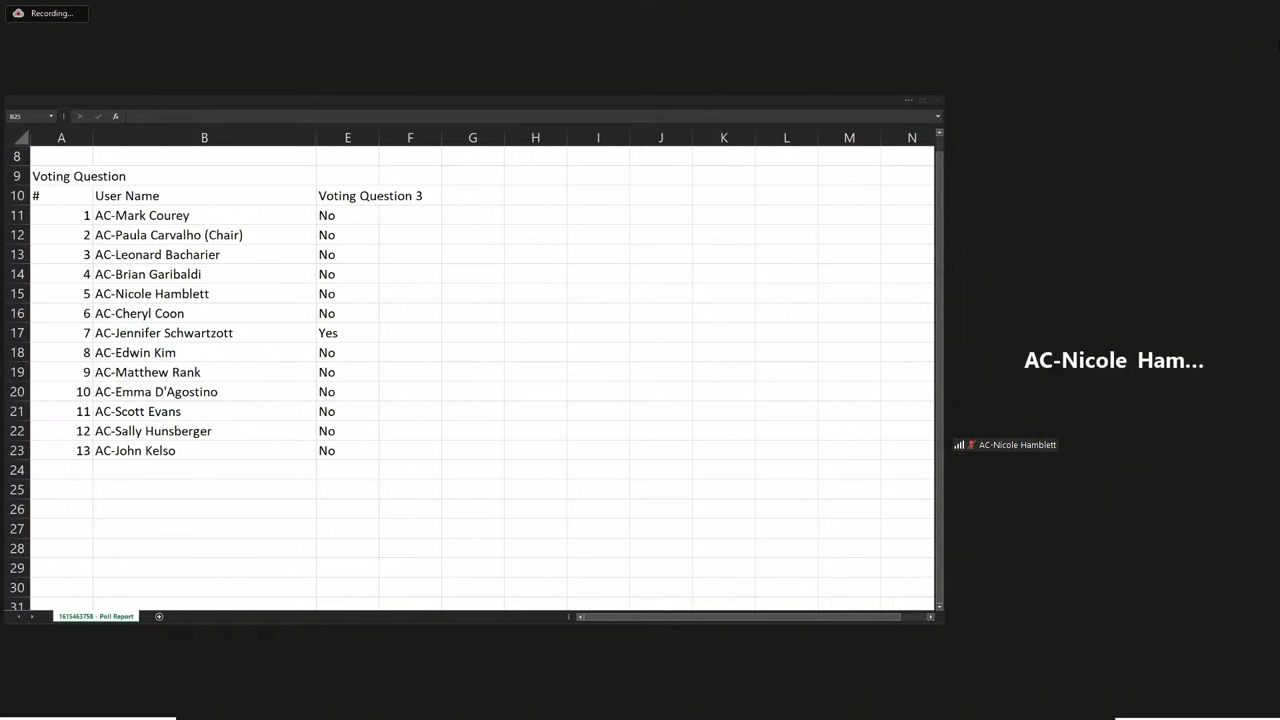 Recording...
B25
fx
A B E F G H I J K L M N
8
9 Voting Question
10 # User Name Voting Question 3
11 1 AC-Mark Courey No
12 2 AC-Paula Carvalho (Chair) No
13 3 AC-Leonard Bacharier No
14 4 AC-Brian Garibaldi No
15 5 AC-Nicole Hamblett No
16 6 AC-Cheryl Coon No
17 7 AC-Jennifer Schwartzott Yes
18 8 AC-Edwin Kim No
19 9 AC-Matthew Rank No
20 10 AC-Emma D'Agostino No
21 11 AC-Scott Evans No
22 12 AC-Sally Hunsberger No
23 13 AC-John Kelso No
24
25
26
27
28
29
30
31
1615463758 - Poll Report
AC-Nicole Ham...
AC-Nicole Hamblett